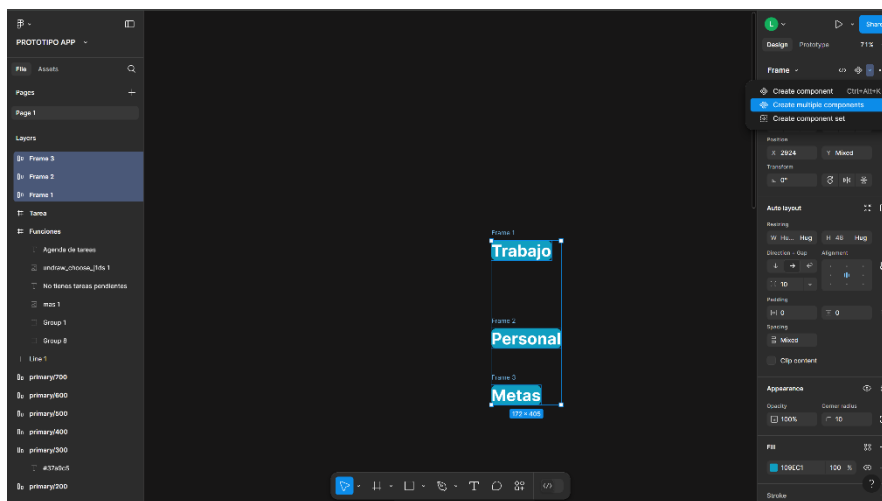 PROTOTIPO APP
File Assets
Pages
Page 1
Layers
Frame 3
Frame 2
Frame 1
Tarea
Funciones
Agenda de tareas
andraw_choose_j1ds 1
No tienes tareas pendientes
mas 1
Group 1
Group 8
Line 1
primary/700
primary/600
primary/500
primary/400
primary/300
primary/200
Frame 1
Trabajo
Frame 2
Personal
Frame 3
Metas
172 × 405
L
Share
Design Prototype 71%
Frame
Create component Ctrl+Alt+K
Create multiple components
Create component set
Position
X 2924 Y Mixed
Transform
0°
Auto layout
Resizing
W Hu... Hug H 48 Hug
Direction - Gap Alignment
10
Padding
0 0
Spacing
Mixed
Clip content
Appearance
Opacity Corner radius
100% 10
Fill
109EC1 100 %
?
Stroke